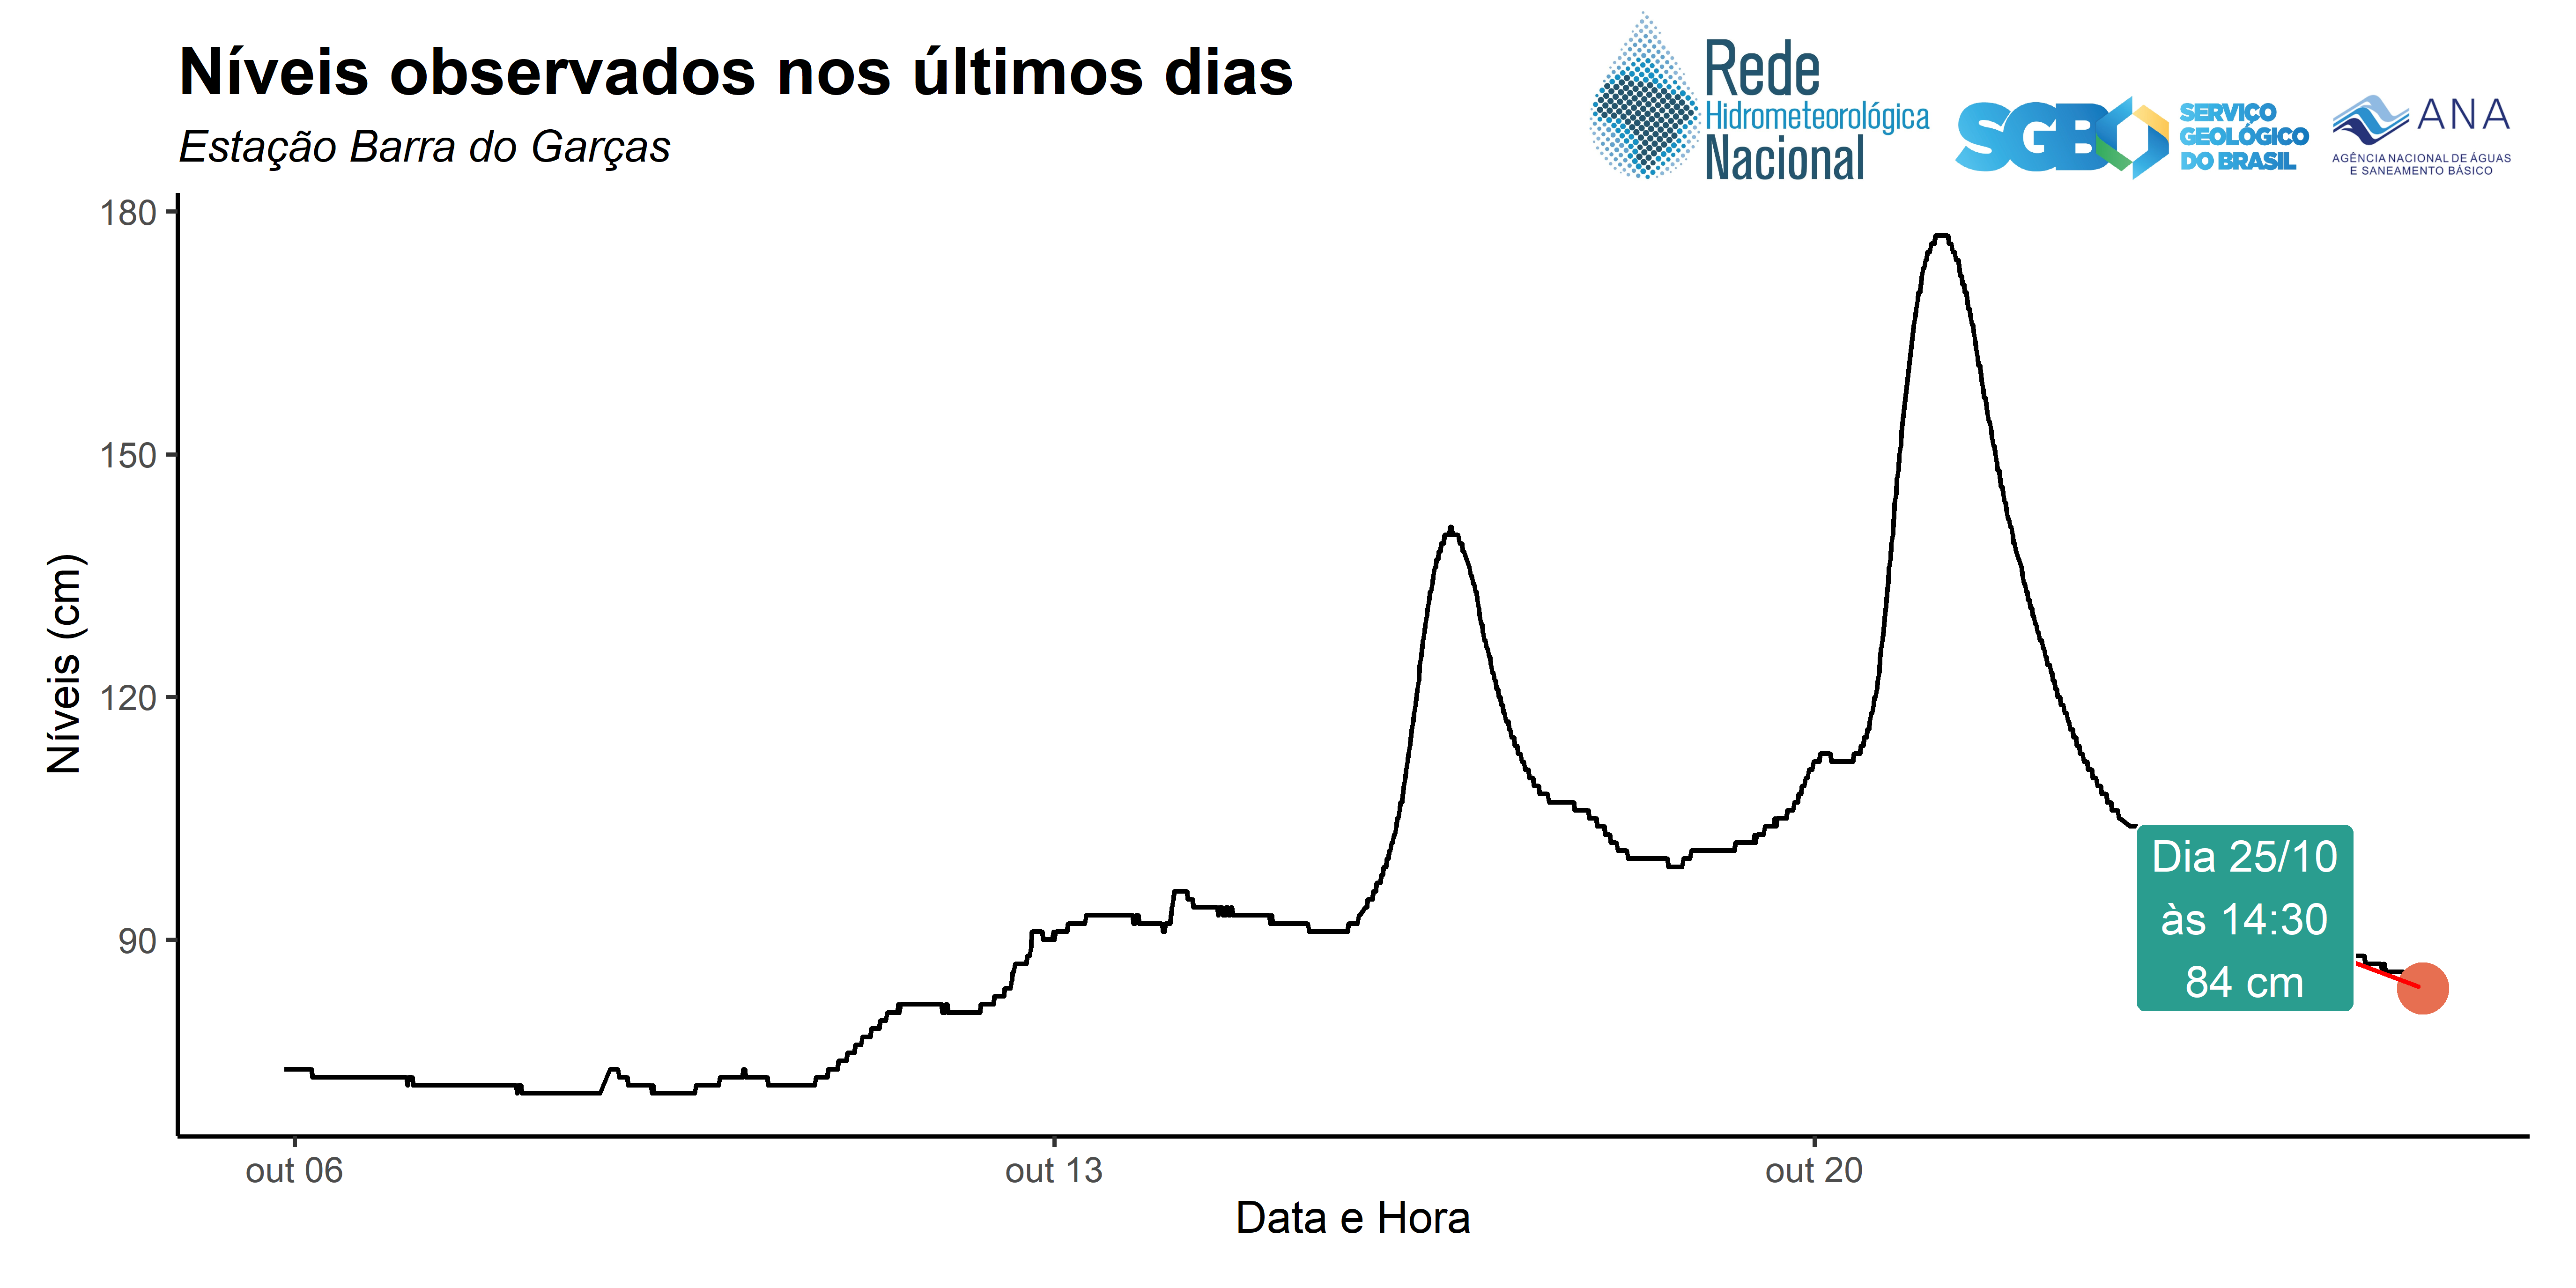 Níveis observados nos últimos dias
Estação Barra do Garças
Rede
Hidrometeorológica
Nacional
SGB
SERVIÇO
GEOLÓGICO
DO BRASIL
ANA
AGÊNCIA NACIONAL DE ÁGUAS
E SANEAMENTO BÁSICO
Níveis (cm)
180
150
120
90
Dia 25/10
às 14:30
84 cm
out 06
out 13
out 20
Data e Hora